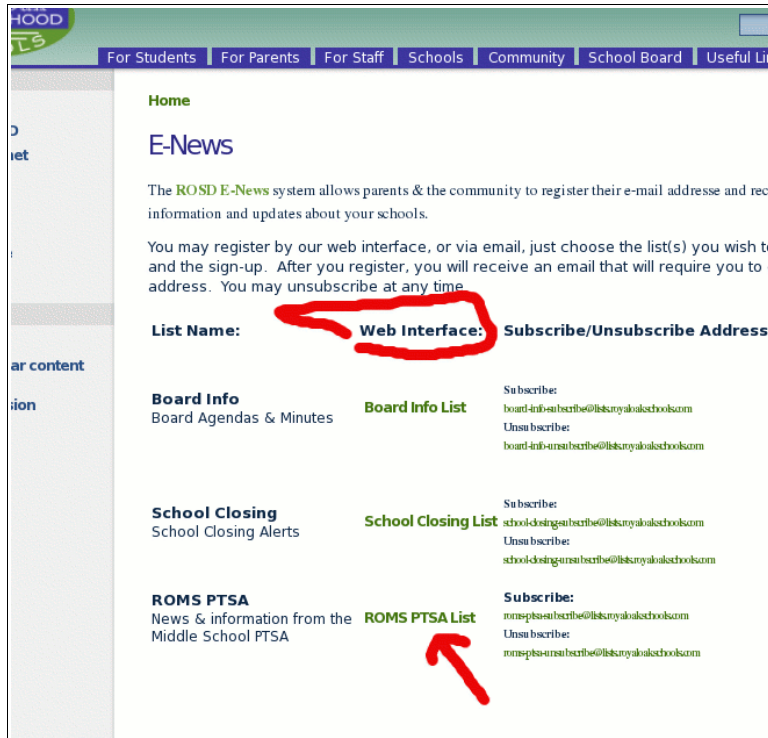 HOOD
For Students For Parents For Staff Schools Community School Board Useful Li
Home
E-News
et
The ROSD E-News system allows parents & the community to register their e-mail addresse and rec
information and updates about your schools.
You may register by our web interface, or via email, just choose the list(s) you wish t
and the sign-up. After you register, you will receive an email that will require you to
address. You may unsubscribe at any time
List Name: Web Interface: Subscribe/Unsubscribe Address
ar content
sion
Board Info
Board Agendas & Minutes
Board Info List
Subscribe:
board-info-subscribe@lists.royaloakschools.com
Unsubscribe:
board-info-unsubscribe@lists.royaloakschools.com
School Closing
School Closing Alerts
School Closing List
Subscribe:
school-closing-subscribe@lists.royaloakschools.com
Unsubscribe:
school-closing-unsubscribe@lists.royaloakschools.com
ROMS PTSA
News & information from the
Middle School PTSA
ROMS PTSA List
Subscribe:
roms-ptsa-subscribe@lists.royaloakschools.com
Unsubscribe:
roms-ptsa-unsubscribe@lists.royaloakschools.com